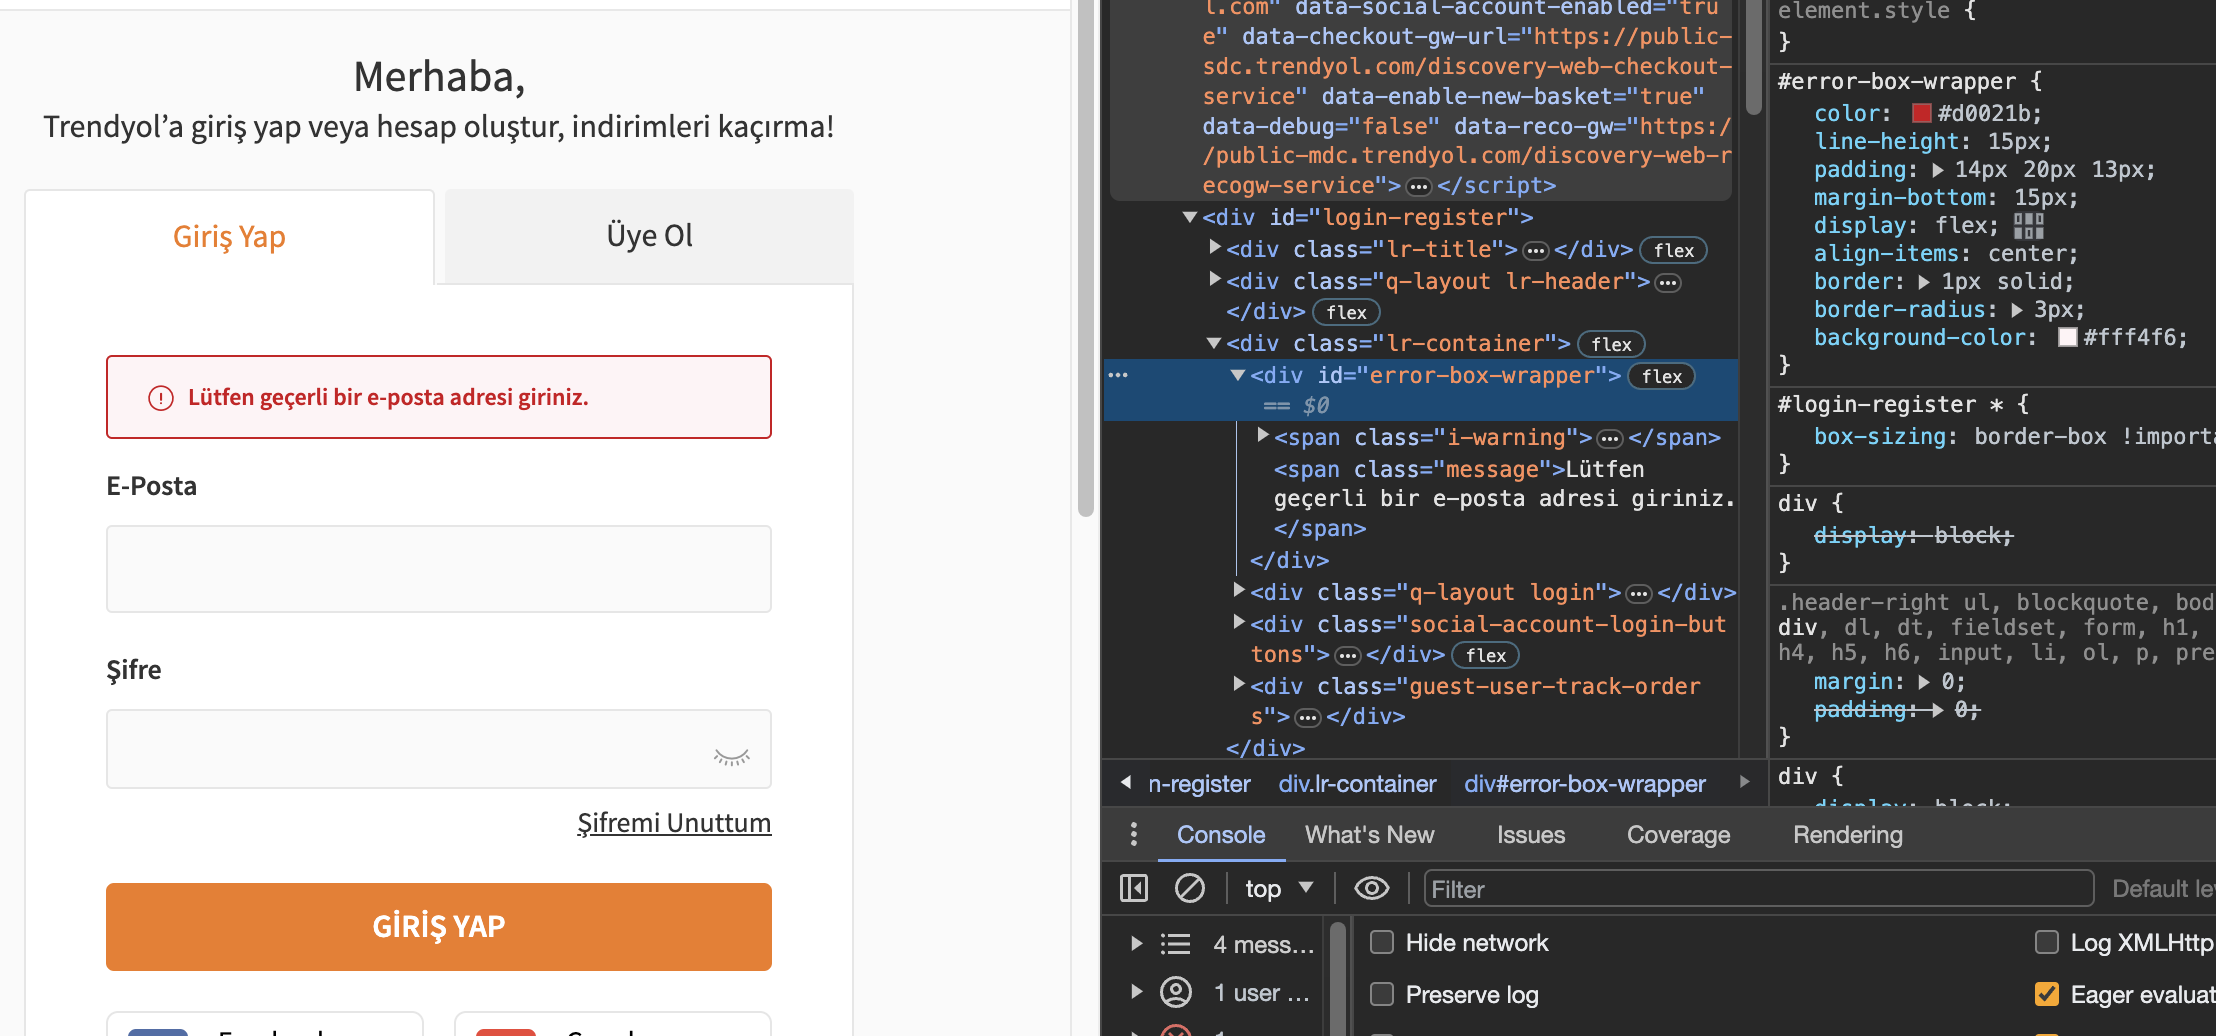 Merhaba,
Trendyol’a giriş yap veya hesap oluştur, indirimleri kaçırma!
Giriş Yap
Üye Ol
Lütfen geçerli bir e-posta adresi giriniz.
E-Posta
Şifre
Şifremi Unuttum
GİRİŞ YAP
l.com" data-social-account-enabled="tru
e" data-checkout-gw-url="https://public-
sdc.trendyol.com/discovery-web-checkout-
service" data-enable-new-basket="true"
data-debug="false" data-reco-gw="https:/
/public-mdc.trendyol.com/discovery-web-r
ecogw-service">…</script>
<div id="login-register">
<div class="lr-title">…</div> flex
<div class="q-layout lr-header">…
</div> flex
<div class="lr-container"> flex
<div id="error-box-wrapper"> flex
== $0
<span class="i-warning">…</span>
<span class="message">Lütfen
geçerli bir e-posta adresi giriniz.
</span>
</div>
<div class="q-layout login">…</div>
<div class="social-account-login-but
tons">…</div> flex
<div class="guest-user-track-order
s">…</div>
</div>
n-register div.lr-container div#error-box-wrapper
element.style {
}
#error-box-wrapper {
color: #d0021b;
line-height: 15px;
padding: 14px 20px 13px;
margin-bottom: 15px;
display: flex;
align-items: center;
border: 1px solid;
border-radius: 3px;
background-color: #fff4f6;
}
#login-register * {
box-sizing: border-box !importa
}
div {
display: block;
}
.header-right ul, blockquote, bod
div, dl, dt, fieldset, form, h1,
h4, h5, h6, input, li, ol, p, pre
margin: 0;
padding: 0;
}
div {
display: block;
Console What's New Issues Coverage Rendering
top Filter Default le
4 mess…
1 user …
Hide network
Log XMLHttp
Preserve log
Eager evaluat